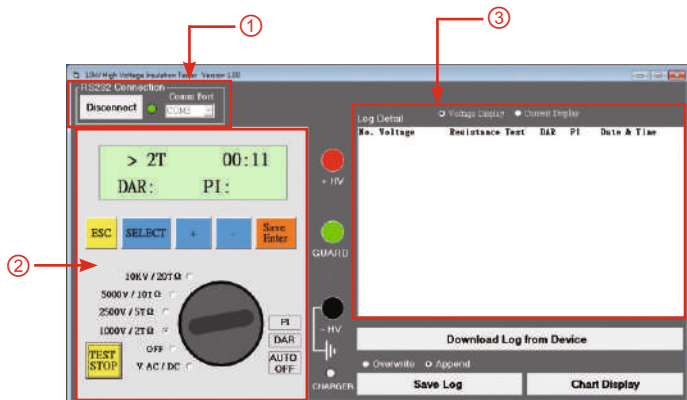 ①
③
10kV High Voltage Insulation Tester Version 1.00
RS232 Connection
Comm Port
Disconnect
COM3
Log Detail
Voltage Display
Current Display
No. Voltage Resistance Test DAR PI Date & Time
> 2T 00:11
DAR: PI:
+ HV
ESC SELECT + - Save Enter
GUARD
②
10KV / 20TΩ
5000V / 10TΩ
2500V / 5TΩ
1000V / 2TΩ
OFF
V. AC / DC
TEST
STOP
PI
DAR
AUTO
OFF
- HV
CHARGER
Download Log from Device
Overwrite
Append
Save Log
Chart Display